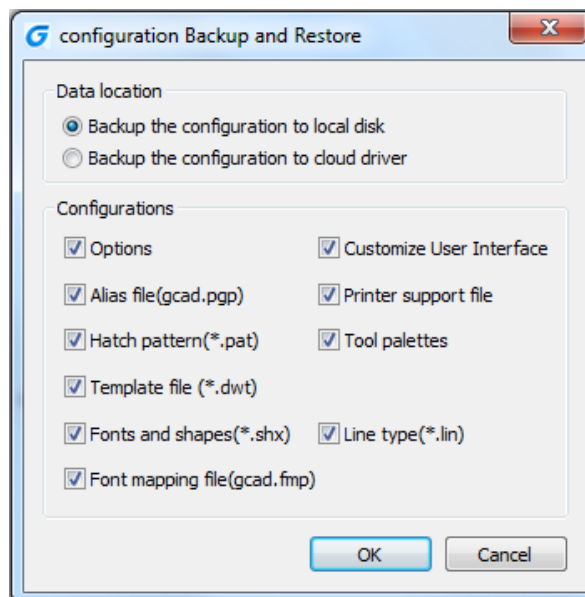 configuration Backup and Restore
Data location
Backup the configuration to local disk
Backup the configuration to cloud driver
Configurations
Options Customize User Interface
Alias file(gcad.pgp) Printer support file
Hatch pattern(*.pat) Tool palettes
Template file (*.dwt)
Fonts and shapes(*.shx) Line type(*.lin)
Font mapping file(gcad.fmp)
OK Cancel